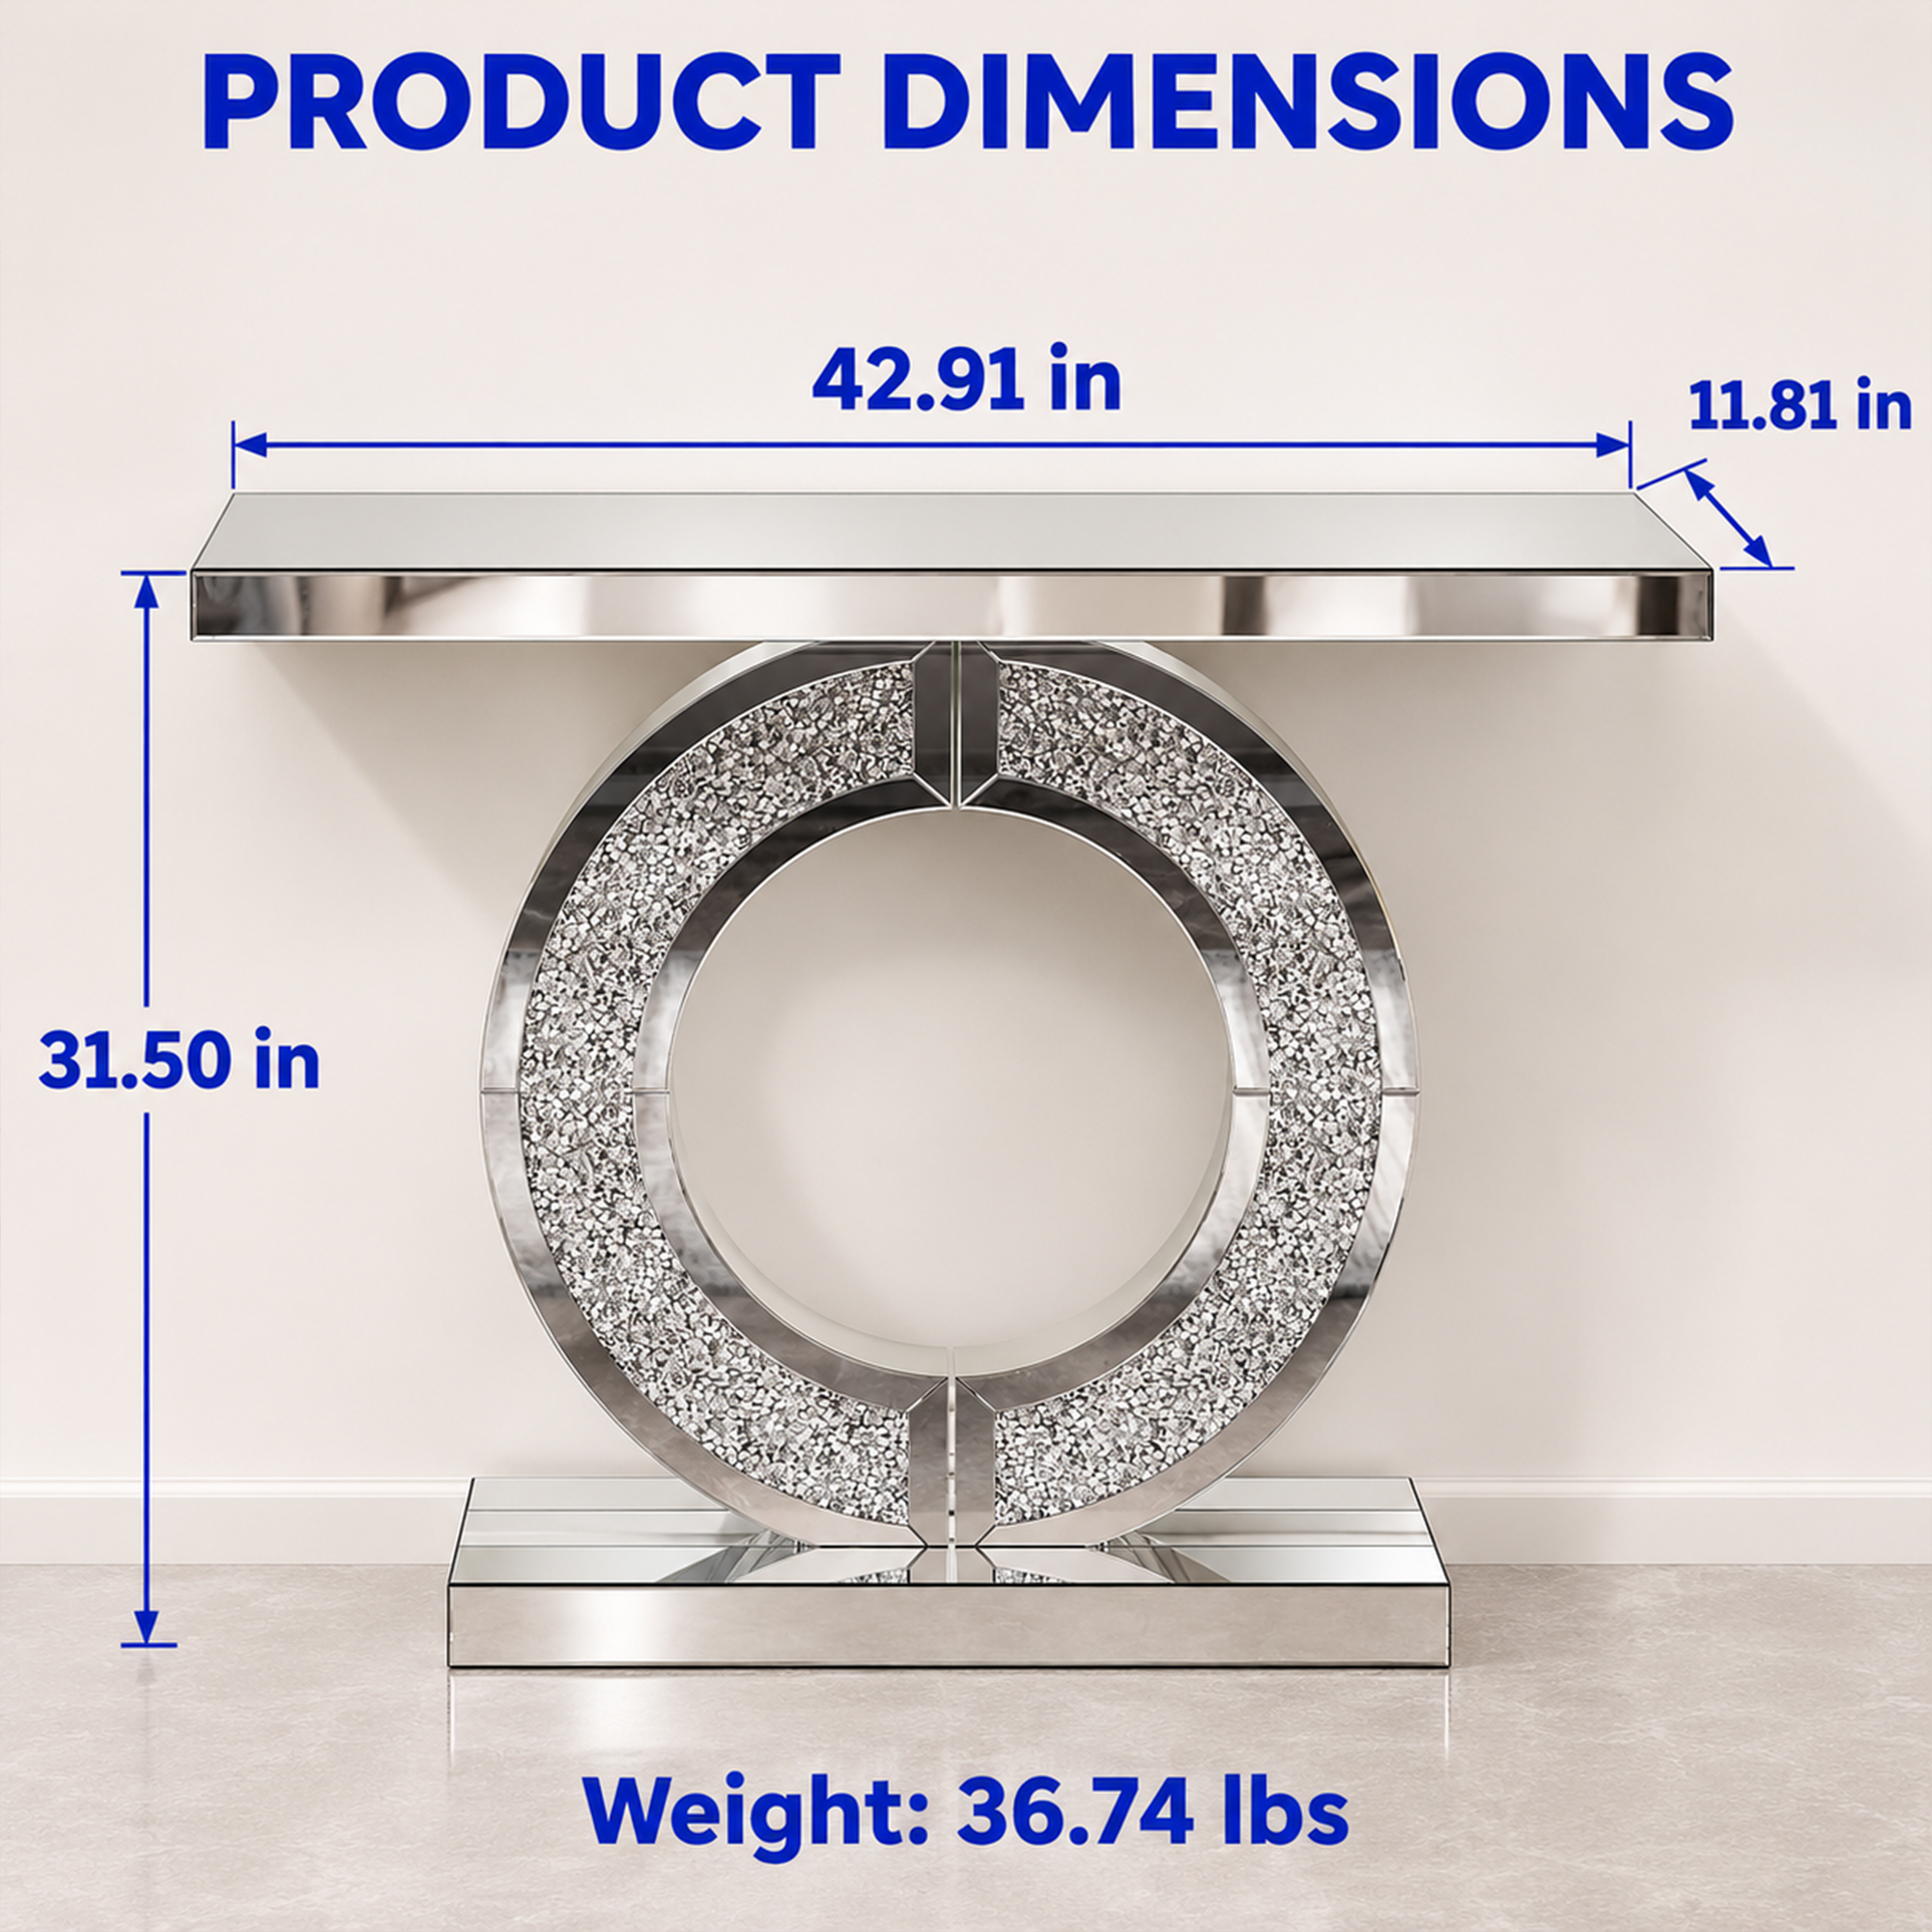 PRODUCT DIMENSIONS
42.91 in
11.81 in
31.50 in
Weight: 36.74 lbs